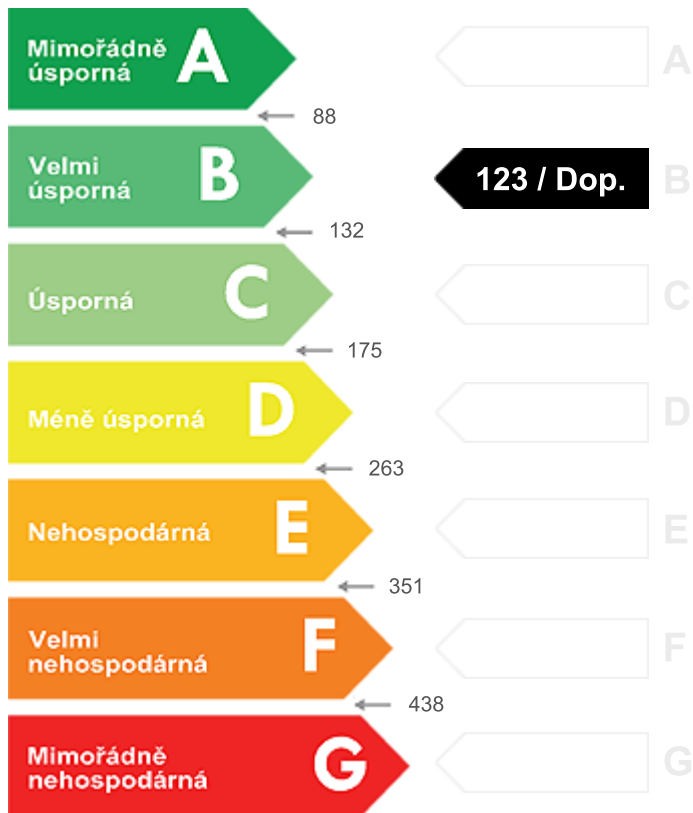 Mimořádně
úsporná
A
A
88
Velmi
úsporná
B
123 / Dop.
B
132
Úsporná
C
C
175
Méně úsporná
D
D
263
Nehospodárná
E
E
351
Velmi
nehospodárná
F
F
438
Mimořádně
nehospodárná
G
G